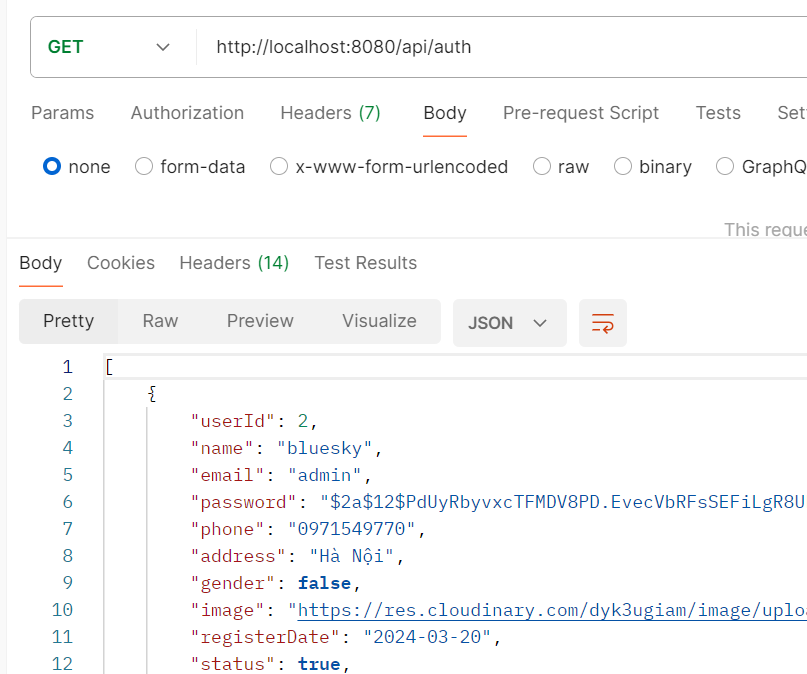 GET http://localhost:8080/api/auth
Params Authorization Headers (7) Body Pre-request Script Tests Set
none form-data x-www-form-urlencoded raw binary GraphQ
This reque
Body Cookies Headers (14) Test Results
Pretty Raw Preview Visualize JSON
1 [
2 {
3 "userId": 2,
4 "name": "bluesky",
5 "email": "admin",
6 "password": "$2a$12$PdUyRbyvxcTFMDV8PD.EvecVbRFsSEFiLgR8U
7 "phone": "0971549770",
8 "address": "Hà Nội",
9 "gender": false,
10 "image": "https://res.cloudinary.com/dyk3ugiam/image/uploa
11 "registerDate": "2024-03-20",
12 "status": true,